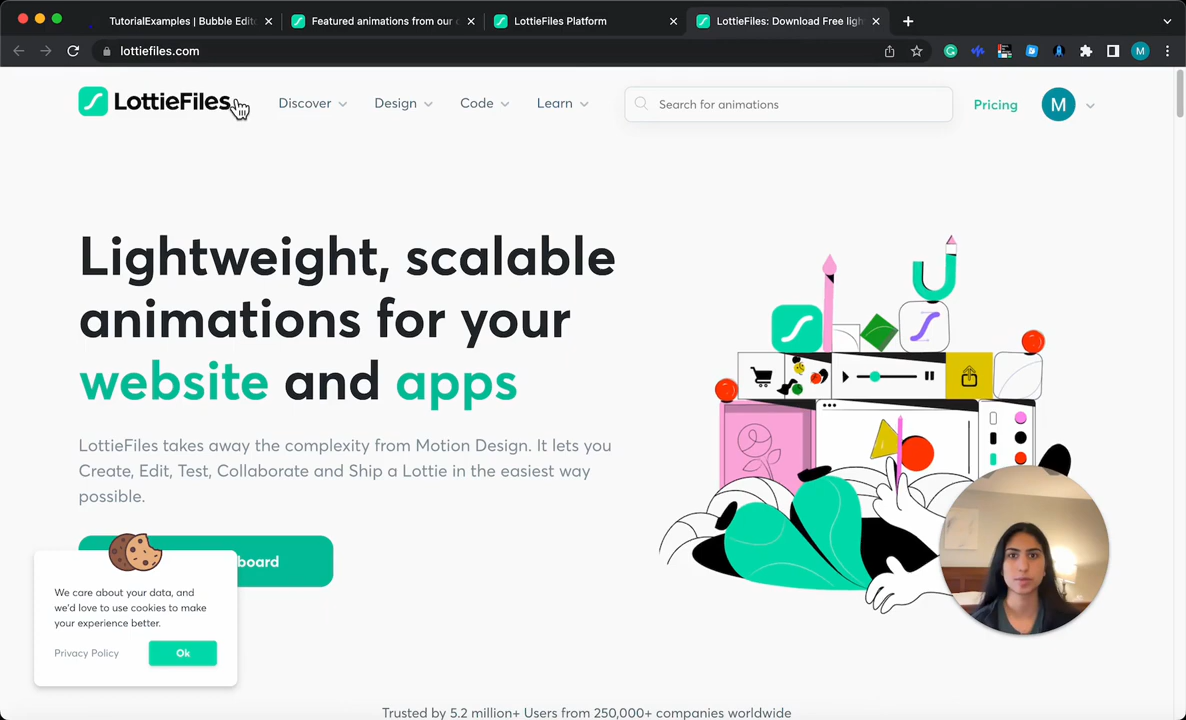 TutorialExamples | Bubble Edit
Featured animations from our
LottieFiles Platform
LottieFiles: Download Free ligh
lottiefiles.com
M
LottieFiles
Discover
Design
Code
Learn
Search for animations
Pricing
M
Lightweight, scalable
animations for your
website and apps
LottieFiles takes away the complexity from Motion Design. It lets you
Create, Edit, Test, Collaborate and Ship a Lottie in the easiest way
possible.
board
We care about your data, and
we'd love to use cookies to make
your experience better.
Privacy Policy
Ok
Trusted by 5.2 million+ Users from 250,000+ companies worldwide